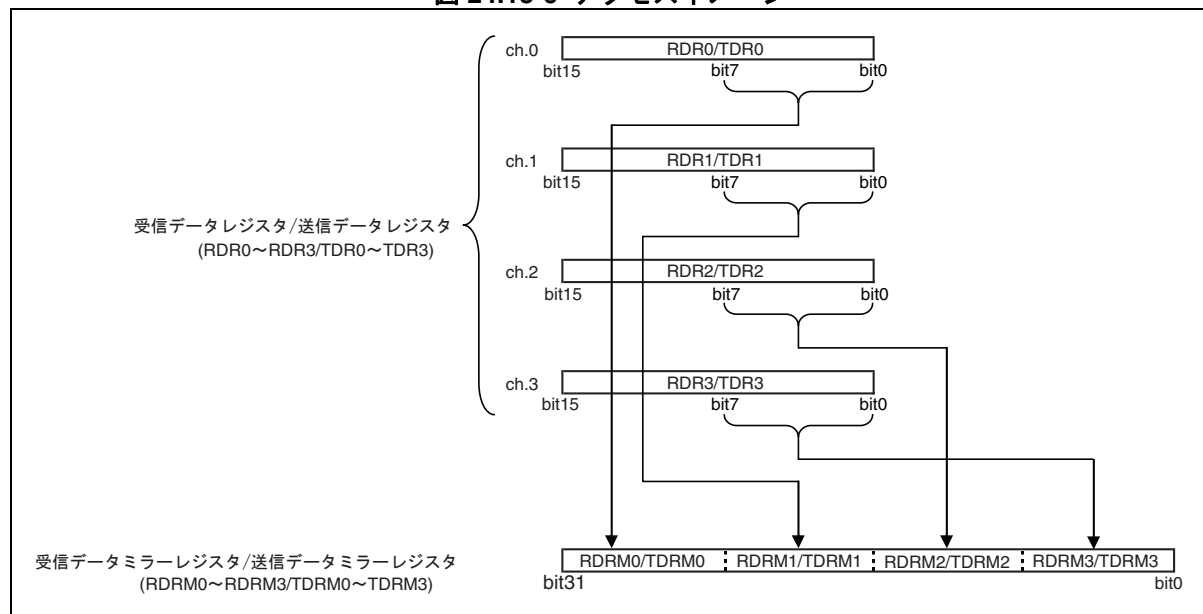 ch.0 RDR0/TDR0
bit15 bit7 bit0
ch.1 RDR1/TDR1
bit15 bit7 bit0
受信データレジスタ/送信データレジスタ
(RDR0～RDR3/TDR0～TDR3)
ch.2 RDR2/TDR2
bit15 bit7 bit0
ch.3 RDR3/TDR3
bit15 bit7 bit0
受信データミラーレジスタ/送信データミラーレジスタ
(RDRM0～RDRM3/TDRM0～TDRM3)
RDRM0/TDRM0 RDRM1/TDRM1 RDRM2/TDRM2 RDRM3/TDRM3
bit31 bit0